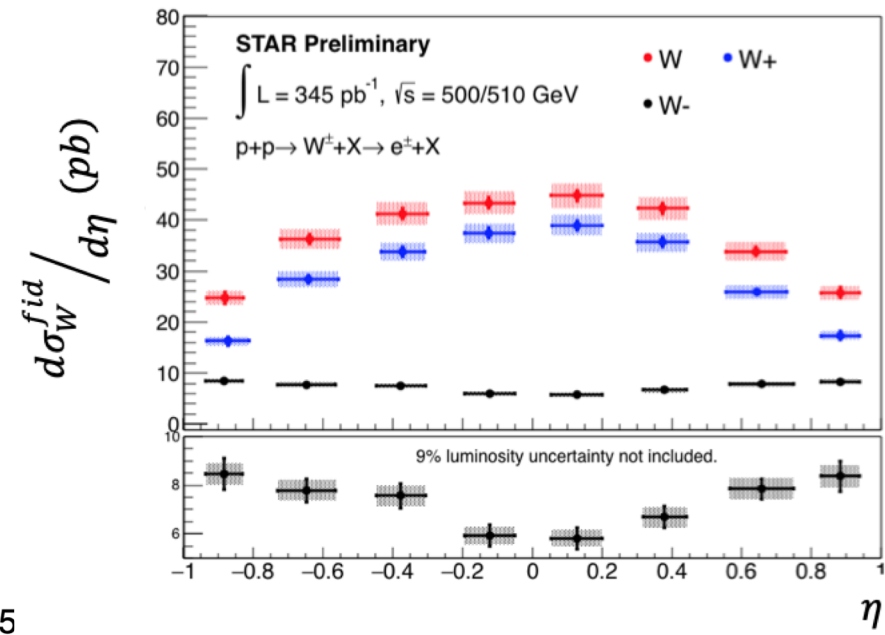 80
STAR Preliminary
W
W+
70
∫ L = 345 pb⁻¹, √s = 500/510 GeV
W-
60
p+p→ W±+X→ e±+X
50
40
30
20
10
0
dσ_W^fid / dη (pb)
10
9% luminosity uncertainty not included.
8
6
−1 −0.8 −0.6 −0.4 −0.2 0 0.2 0.4 0.6 0.8 1
η
5